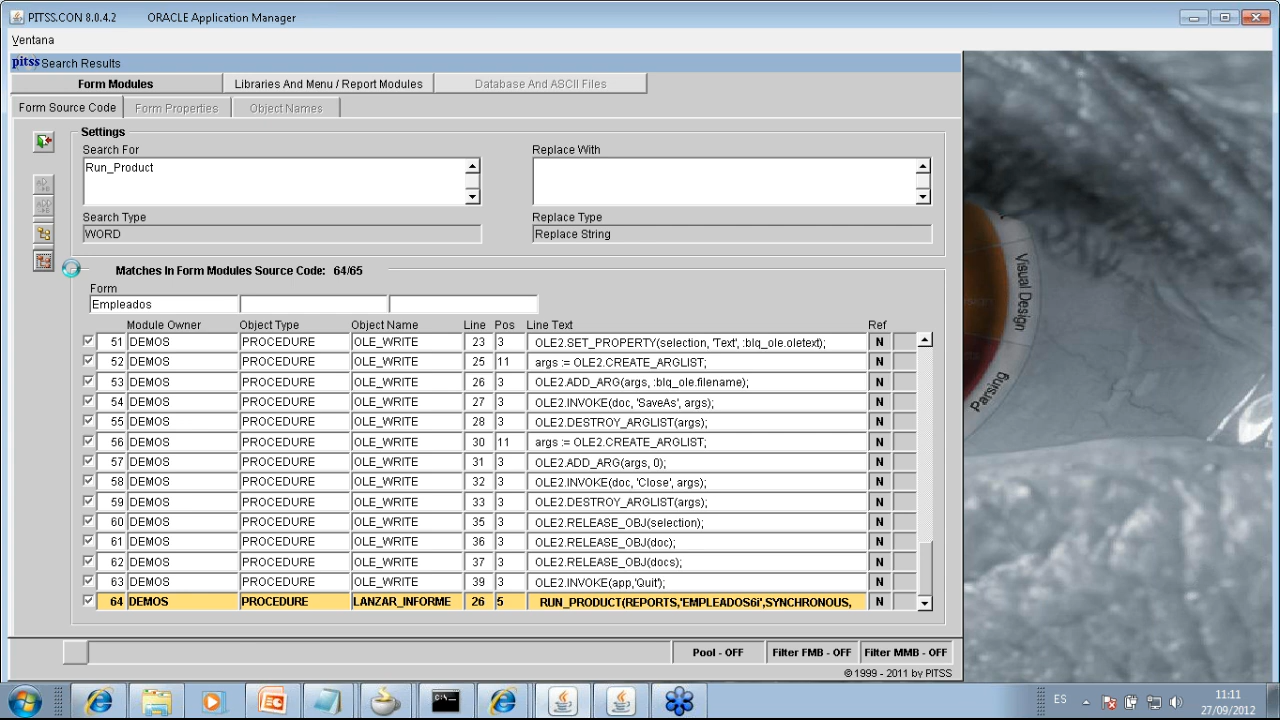 PITSS.CON 8.0.4.2 ORACLE Application Manager
Ventana
pitss Search Results
Form Modules Libraries And Menu / Report Modules Database And ASCII Files
Form Source Code Form Properties Object Names
Settings
Search For Replace With
Run_Product
Search Type Replace Type
WORD Replace String
Matches In Form Modules Source Code: 64/65
Form
Empleados
Module Owner Object Type Object Name Line Pos Line Text Ref
51 DEMOS PROCEDURE OLE_WRITE 23 3 OLE2.SET_PROPERTY(selection, 'Text', :blq_ole.oletext); N
52 DEMOS PROCEDURE OLE_WRITE 25 11 args := OLE2.CREATE_ARGLIST; N
53 DEMOS PROCEDURE OLE_WRITE 26 3 OLE2.ADD_ARG(args, :blq_ole.filename); N
54 DEMOS PROCEDURE OLE_WRITE 27 3 OLE2.INVOKE(doc, 'SaveAs', args); N
55 DEMOS PROCEDURE OLE_WRITE 28 3 OLE2.DESTROY_ARGLIST(args); N
56 DEMOS PROCEDURE OLE_WRITE 30 11 args := OLE2.CREATE_ARGLIST; N
57 DEMOS PROCEDURE OLE_WRITE 31 3 OLE2.ADD_ARG(args, 0); N
58 DEMOS PROCEDURE OLE_WRITE 32 3 OLE2.INVOKE(doc, 'Close', args); N
59 DEMOS PROCEDURE OLE_WRITE 33 3 OLE2.DESTROY_ARGLIST(args); N
60 DEMOS PROCEDURE OLE_WRITE 35 3 OLE2.RELEASE_OBJ(selection); N
61 DEMOS PROCEDURE OLE_WRITE 36 3 OLE2.RELEASE_OBJ(doc); N
62 DEMOS PROCEDURE OLE_WRITE 37 3 OLE2.RELEASE_OBJ(docs); N
63 DEMOS PROCEDURE OLE_WRITE 39 3 OLE2.INVOKE(app,'Quit'); N
64 DEMOS PROCEDURE LANZAR_INFORME 26 5 RUN_PRODUCT(REPORTS,'EMPLEADOS6i',SYNCHRONOUS, N
Pool - OFF Filter FMB - OFF Filter MMB - OFF
© 1999 - 2011 by PITSS
Visual Design
Parsing
ES 11:11
27/09/2012